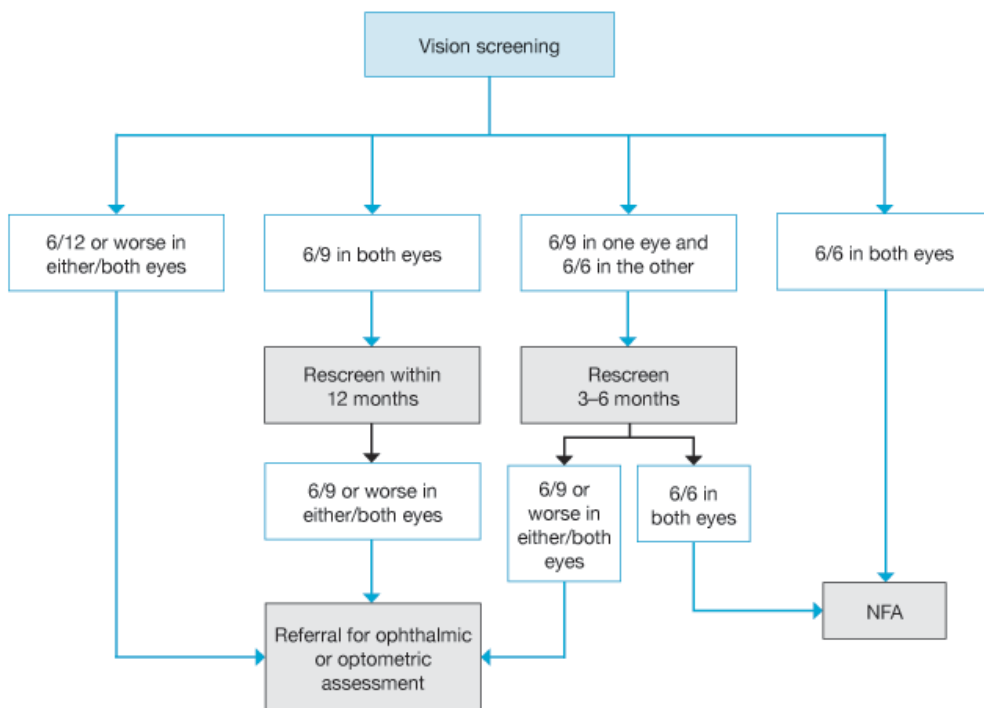 Vision screening
6/12 or worse in
either/both eyes
6/9 in both eyes
6/9 in one eye and
6/6 in the other
6/6 in both eyes
Rescreen within
12 months
Rescreen
3–6 months
6/9 or worse in
either/both eyes
6/9 or
worse in
either/both
eyes
6/6 in
both eyes
Referral for ophthalmic
or optometric
assessment
NFA